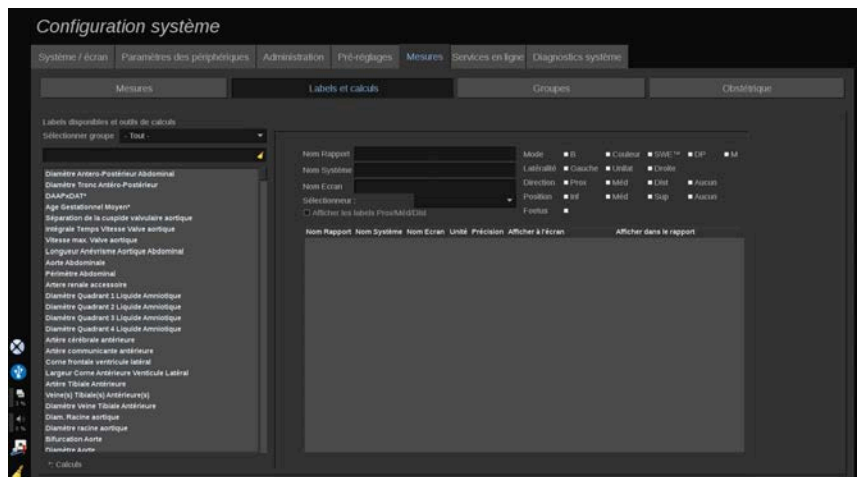 Configuration système
Système / écran Paramètres des périphériques Administration Pré-réglages Mesures Services en ligne Diagnostics système
Mesures Labels et calculs Groupes Obstétrique
Labels disponibles et outils de calculs
Sélectionner groupe - Tout -
Nom Rapport Mode B Couleur SWE™ DP M
Nom Système Latéralité Gauche Unilat Droite
Nom Ecran Direction Prox Méd Dist Aucun
Sélectionneur : Position Inf Méd Sup Aucun
Afficher les labels Prox/Méd/Dist Foetus
Nom Rapport Nom Système Nom Ecran Unité Précision Afficher à l'écran Afficher dans le rapport
Diamètre Antero-Postérieur Abdominal
Diamètre Tronc Antéro-Postérieur
DAAPxDAT*
Age Gestationnel Moyen*
Séparation de la cuspide valvulaire aortique
Intégrale Temps Vitesse Valve aortique
Vitesse max. Valve aortique
Longueur Anévrisme Aortique Abdominal
Aorte Abdominale
Périmètre Abdominal
Artere renale accessoire
Diamètre Quadrant 1 Liquide Amniotique
Diamètre Quadrant 2 Liquide Amniotique
Diamètre Quadrant 3 Liquide Amniotique
Diamètre Quadrant 4 Liquide Amniotique
Artère cérébrale antérieure
Artère communicante antérieure
Corne frontale ventricule latéral
Largeur Corne Antérieure Venticule Latéral
Artère Tibiale Antérieure
Veine(s) Tibiale(s) Antérieure(s)
Diamètre Veine Tibiale Antérieure
Diam. Racine aortique
Diamètre racine aortique
Bifurcation Aorte
Diamètre Aorte
*: Calculs